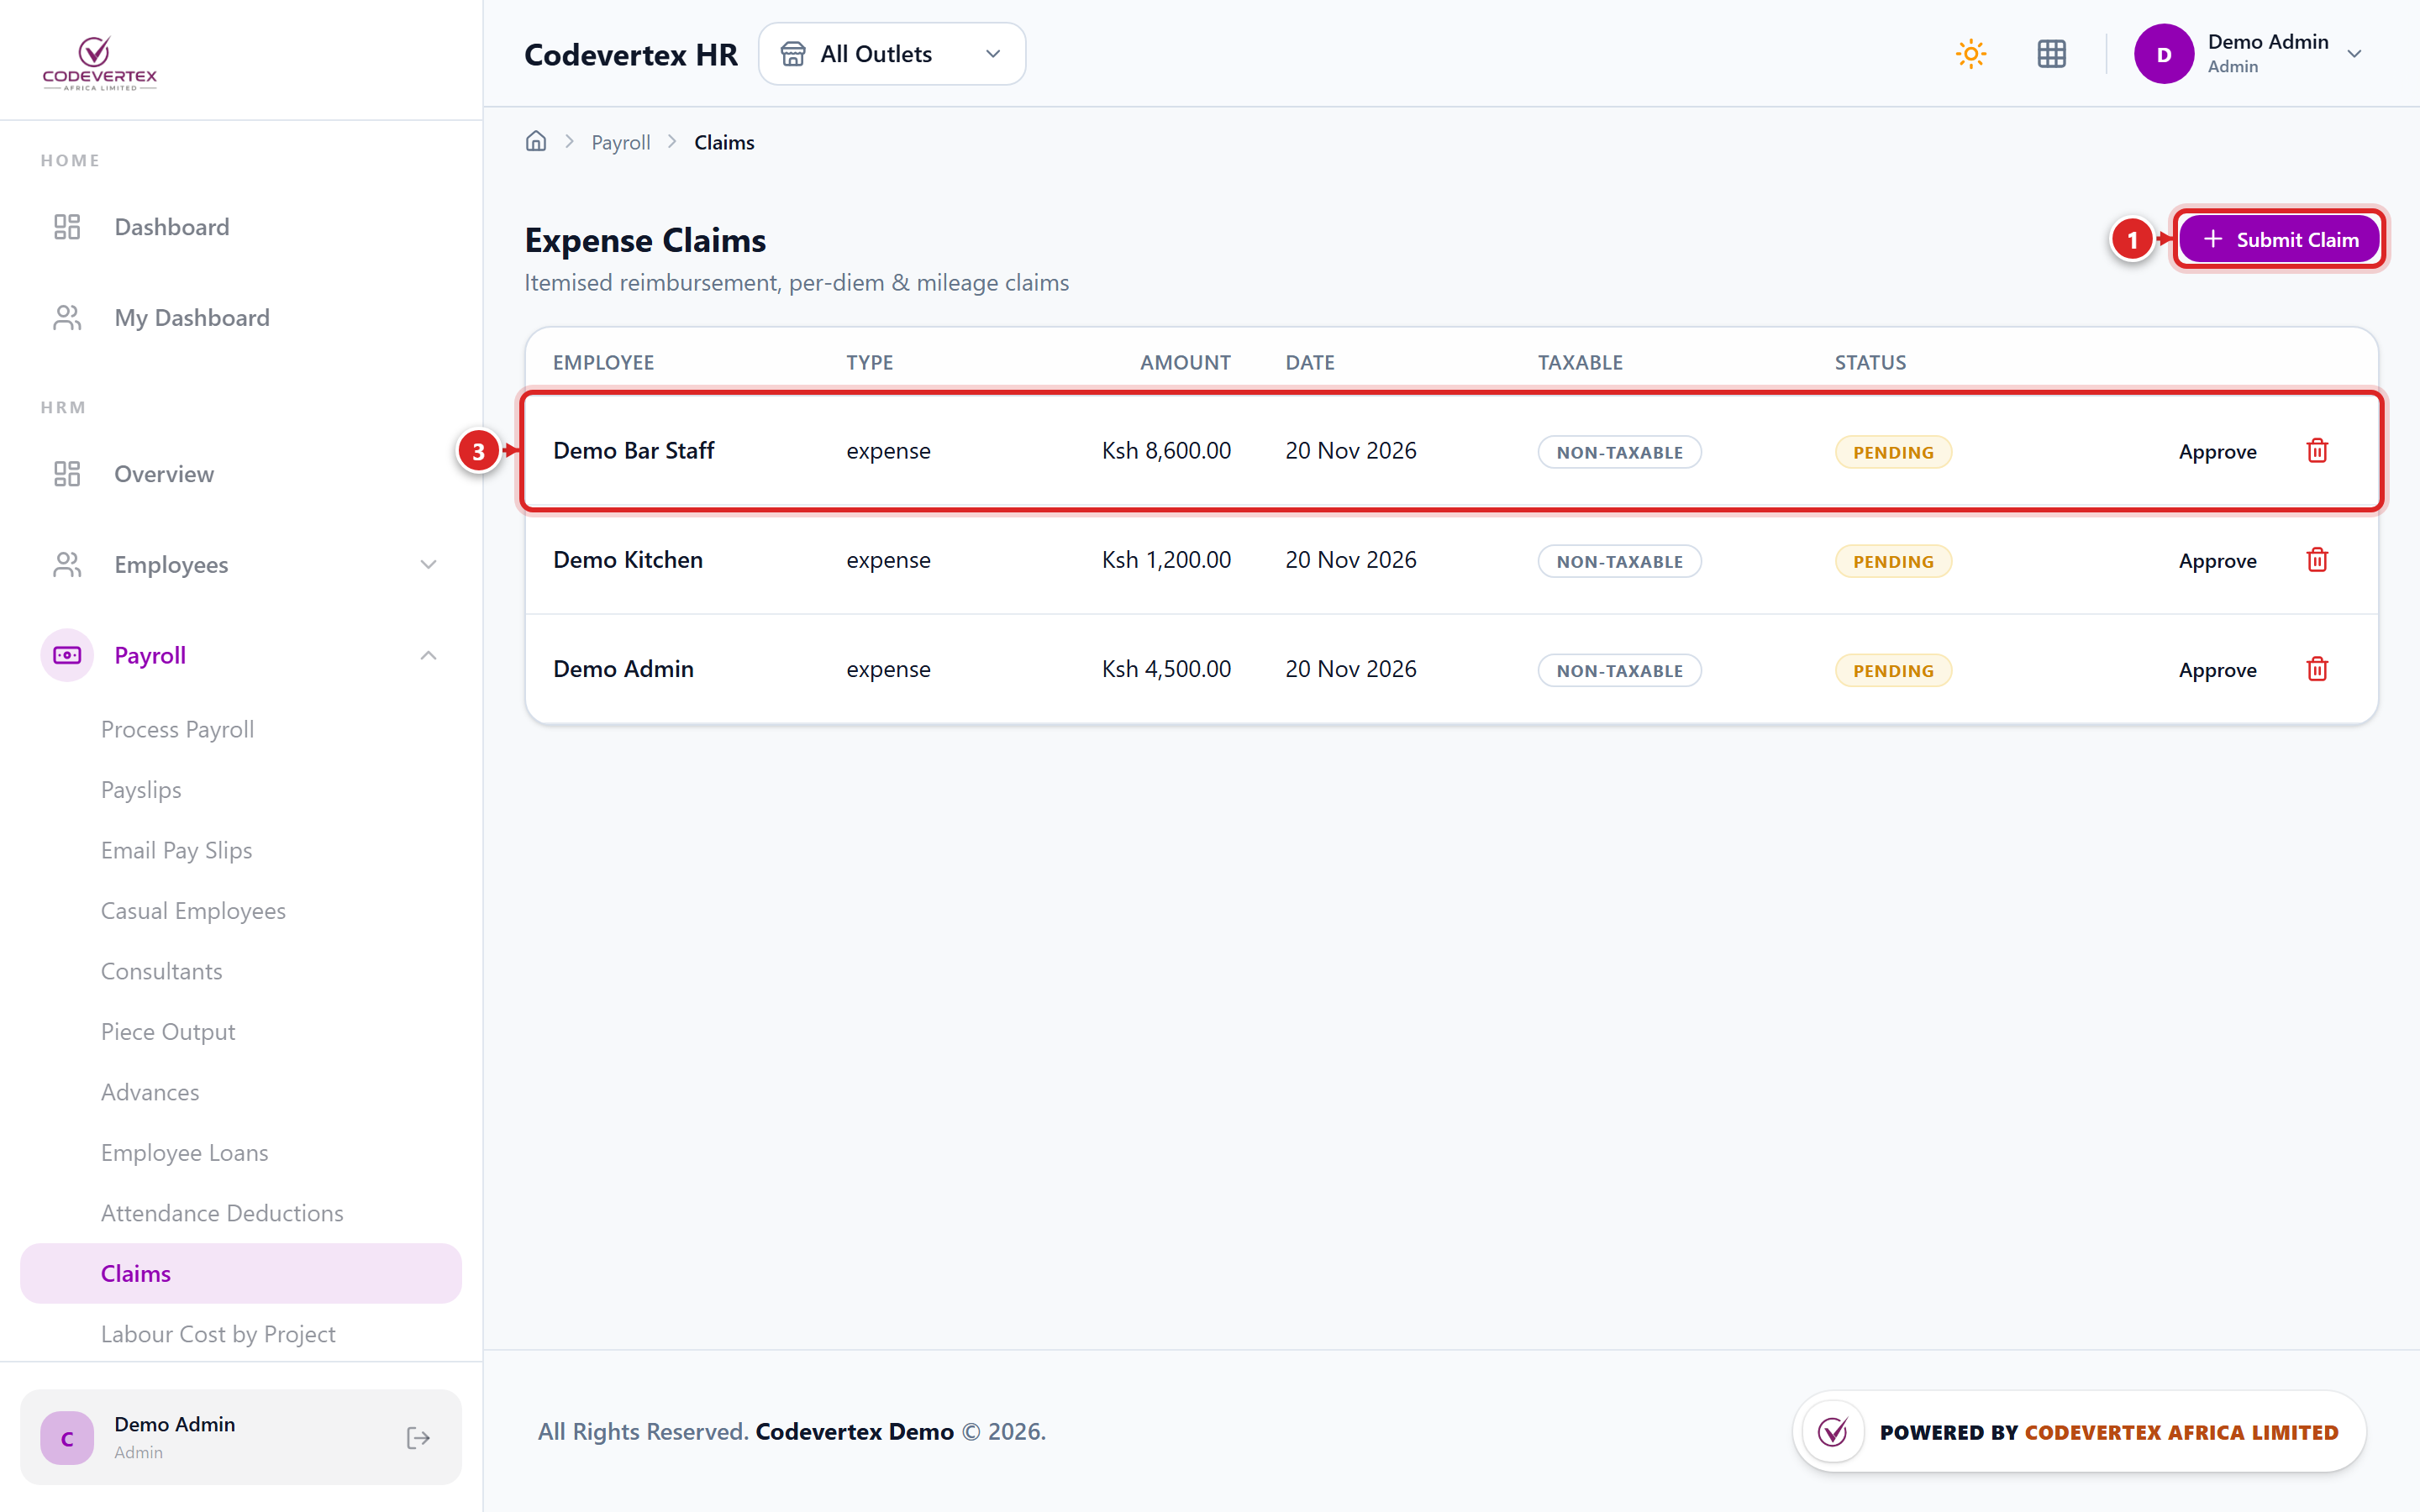 CODEVERTEX
AFRICA LIMITED
HOME
Dashboard
My Dashboard
HRM
Overview
Employees
Payroll
Process Payroll
Payslips
Email Pay Slips
Casual Employees
Consultants
Piece Output
Advances
Employee Loans
Attendance Deductions
Claims
Labour Cost by Project
C
Demo Admin
Admin
Codevertex HR
All Outlets
D
Demo Admin
Admin
Payroll
Claims
Expense Claims
Itemised reimbursement, per-diem & mileage claims
1
Submit Claim
EMPLOYEE TYPE AMOUNT DATE TAXABLE STATUS
3
Demo Bar Staff expense Ksh 8,600.00 20 Nov 2026 NON-TAXABLE PENDING Approve
Demo Kitchen expense Ksh 1,200.00 20 Nov 2026 NON-TAXABLE PENDING Approve
Demo Admin expense Ksh 4,500.00 20 Nov 2026 NON-TAXABLE PENDING Approve
All Rights Reserved. Codevertex Demo © 2026.
POWERED BY CODEVERTEX AFRICA LIMITED